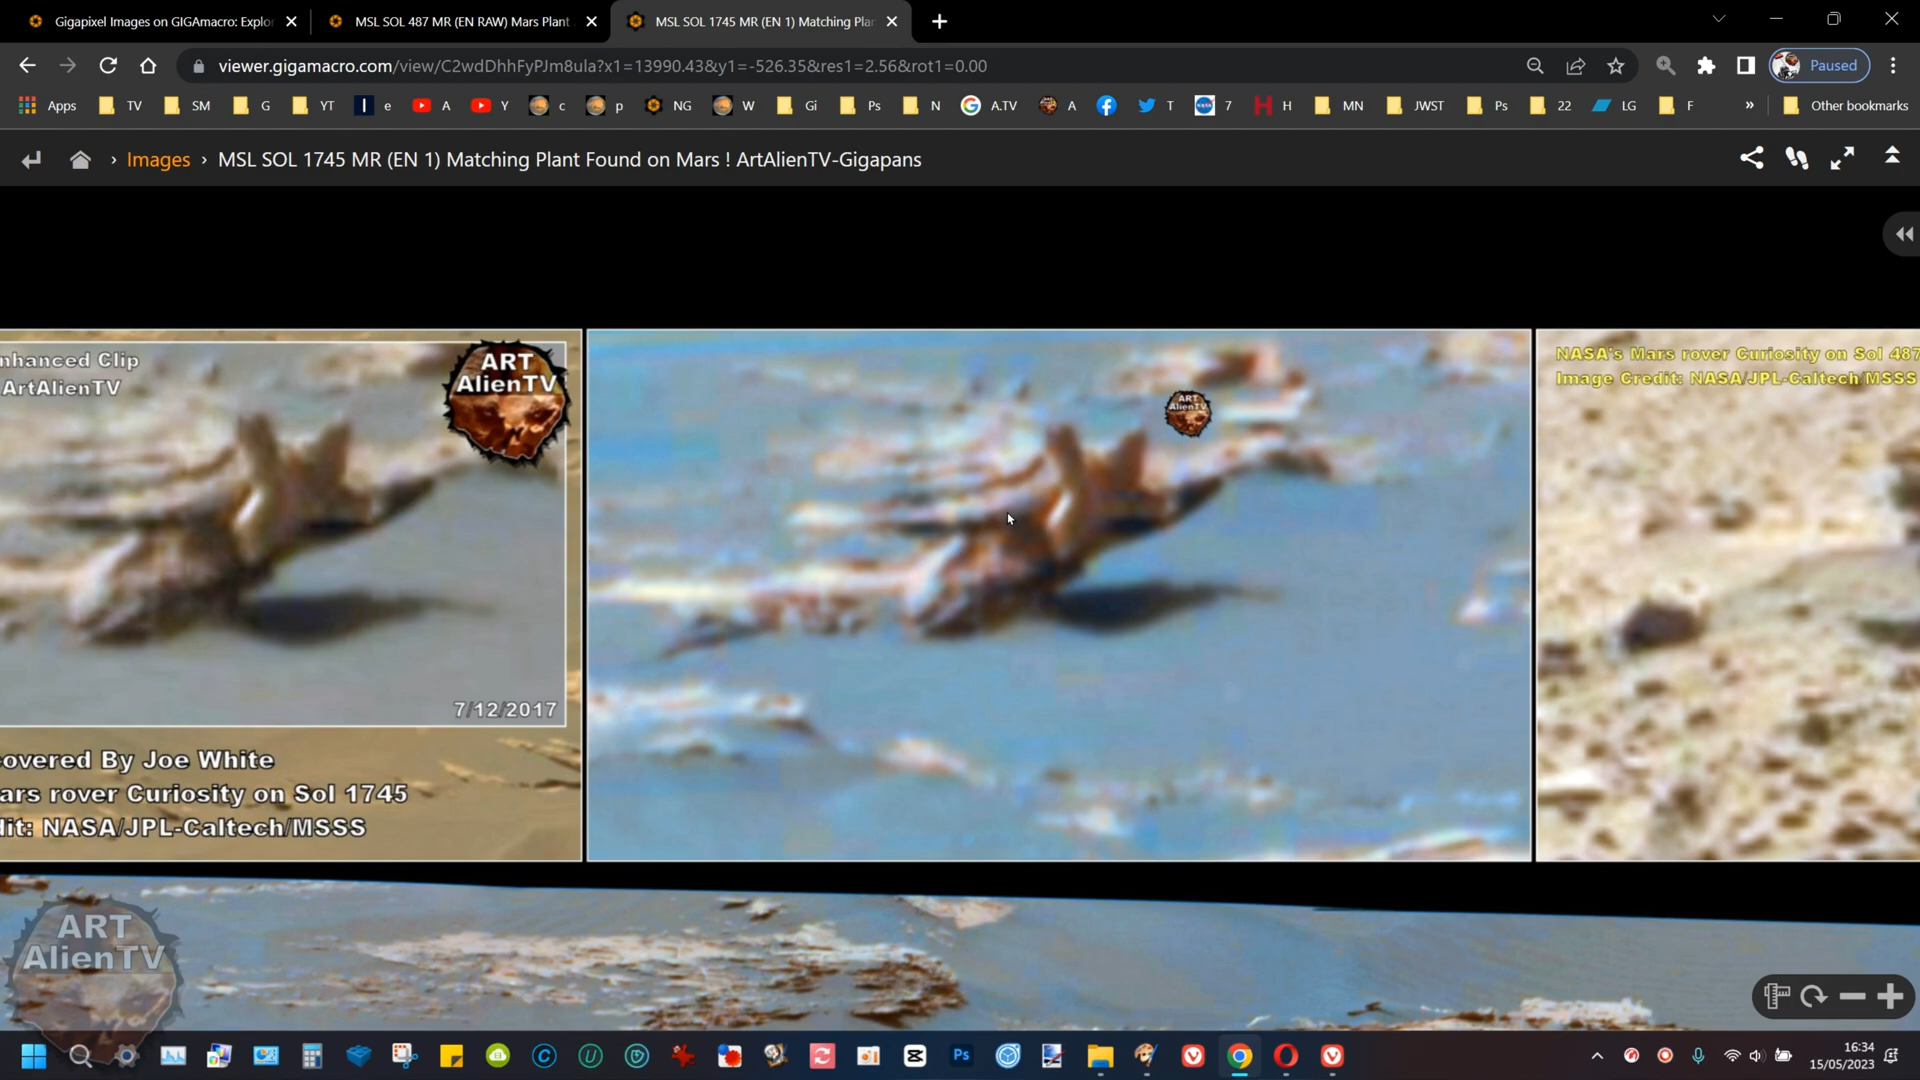 Gigapixel Images on GIGAmacro: Explo
MSL SOL 487 MR (EN RAW) Mars Plant
MSL SOL 1745 MR (EN 1) Matching Pla
viewer.gigamacro.com/view/C2wdDhhFyPJm8ula?x1=13990.43&y1=-526.35&res1=2.56&rot1=0.00
Paused
Apps TV SM G YT e A Y c p NG W Gi Ps N A.TV A T 7 H MN JWST Ps 22 LG F » Other bookmarks
› Images › MSL SOL 1745 MR (EN 1) Matching Plant Found on Mars ! ArtAlienTV-Gigapans
nhanced Clip
ArtAlienTV
ART
AlienTV
7/12/2017
overed By Joe White
ars rover Curiosity on Sol 1745
dit: NASA/JPL-Caltech/MSSS
ART
AlienTV
NASA's Mars rover Curiosity on Sol 487
Image Credit: NASA/JPL-Caltech/MSSS
ART
AlienTV
Ps
16:34
15/05/2023